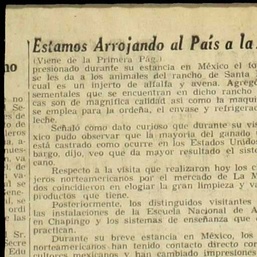 Estamos Arrojando al País a la
no
(Viene de la Primera Pág.)
presionado durante su estancia en México el
se les da a los animales del rancho de Santa
cual es un injerto de alfalfa y avena. Agregó
sementales que se encuentran en dicho rancho
cas son de magnífica calidad así como la maqui
se emplea para la ordeña, el envase y refrigerac
leche.
Señaló como dato curioso que durante su vi
xico pudo observar que la mayoría del ganado
está castrado como ocurre en los Estados Unidos
bargo, dijo, veo que da mayor resultado el siste
cano.
Respecto a la visita que realizaron hoy los
jeros norteamericanos por el mercado de La M
dos coincidieron en elogiar la gran limpieza y
productos que tiene.
Posteriormente, los distinguidos visitantes
las instalaciones de la Escuela Nacional de A
en Chapingo y los sistemas de enseñanza que
practican.
Durante su breve estancia en México, los
norteamericanos han tenido contacto directo con
cultores mexicanos y han cambiado impresiones
Sr.
Secre
Edu